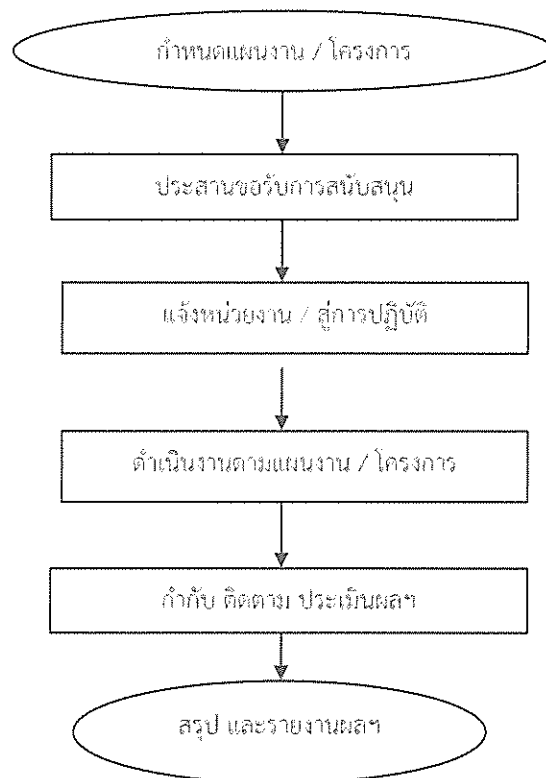 กำหนดแผนงาน / โครงการ
ประสานขอรับการสนับสนุน
แจ้งหน่วยงาน / สู่การปฏิบัติ
ดำเนินงานตามแผนงาน / โครงการ
กำกับ ติดตาม ประเมินผลฯ
สรุป และรายงานผลฯ